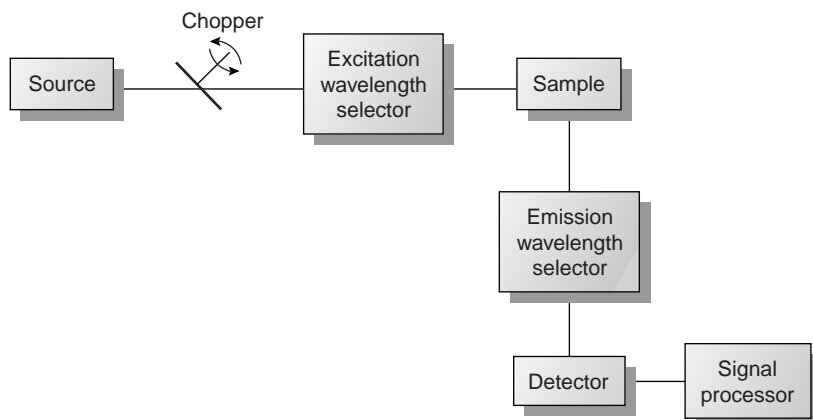 Chopper
Source
Excitation
wavelength
selector
Sample
Emission
wavelength
selector
Detector
Signal
processor